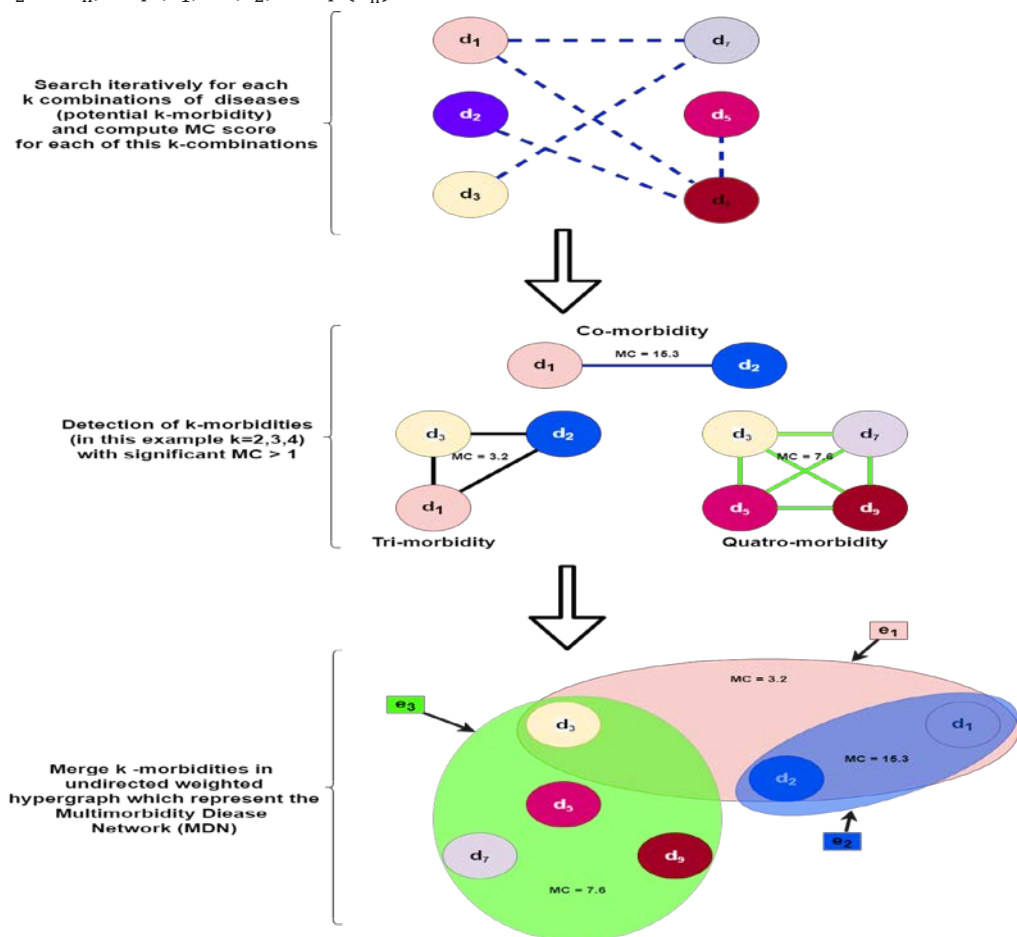 d1
d7
Search iteratively for each
k combinations of diseases
(potential k-morbidity)
and compute MC score
for each of this k-combinations
d2
d5
d3
Co-morbidity
MC = 15.3
d1
d2
Detection of k-morbidities
(in this example k=2,3,4)
with significant MC > 1
d3
d2
MC = 3.2
d1
Tri-morbidity
d3
d7
MC = 7.6
d5
d9
Quatro-morbidity
e1
MC = 3.2
e3
d3
d1
MC = 15.3
d2
Merge k -morbidities in
undirected weighted
hypergraph which represent the
Multimorbidity Diease
Network (MDN)
d5
e2
d7
d9
MC = 7.6